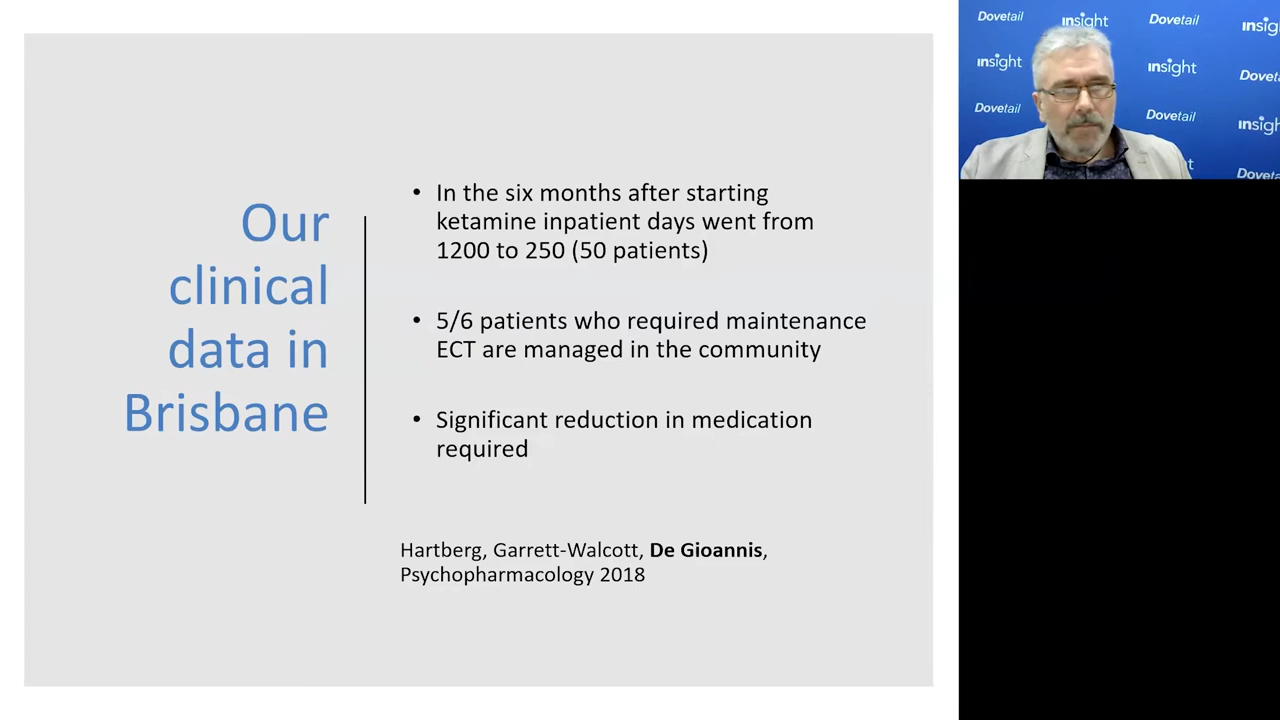 Our
clinical
data in
Brisbane
• In the six months after starting
ketamine inpatient days went from
1200 to 250 (50 patients)
• 5/6 patients who required maintenance
ECT are managed in the community
• Significant reduction in medication
required
Hartberg, Garrett-Walcott, De Gioannis,
Psychopharmacology 2018
Dovetail
insight
Dovetail
insight
insight
Dovetail
Dovetail
insight
Dovetail